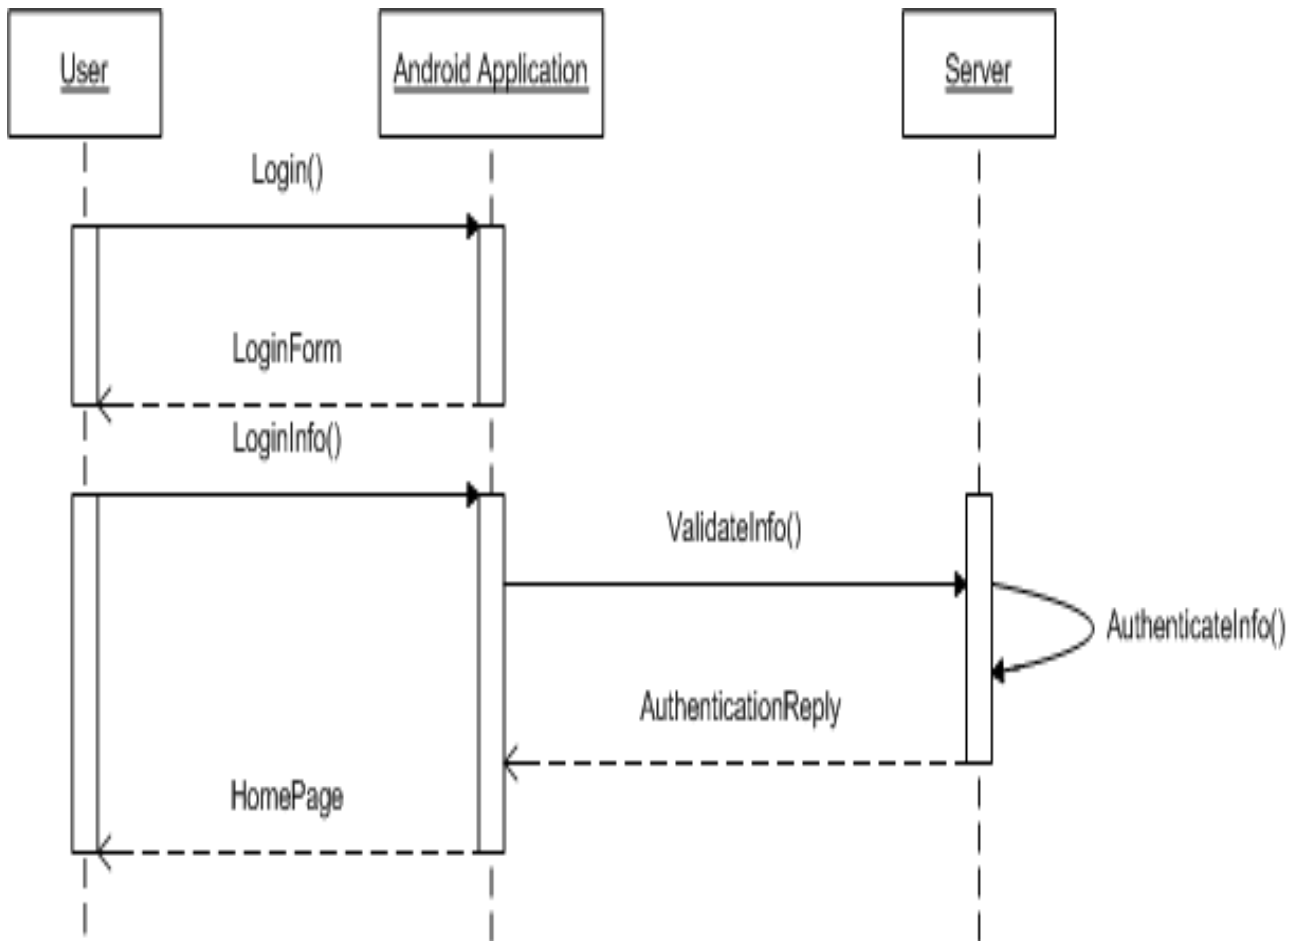 User
Android Application
Server
Login()
LoginForm
LoginInfo()
ValidateInfo()
AuthenticateInfo()
AuthenticationReply
HomePage